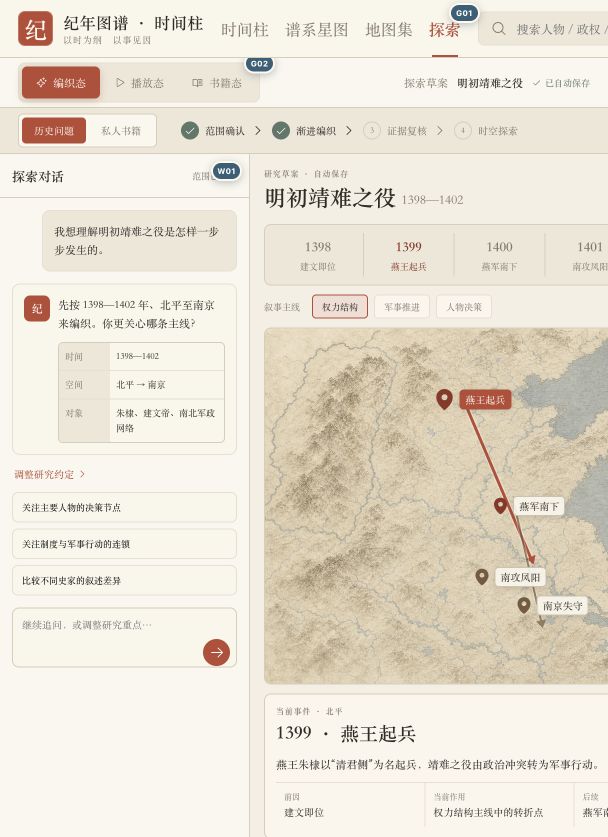 纪
纪年图谱 · 时间柱
以时为纲 以事见因
时间柱 谱系星图 地图集 探索
G01
搜索人物 / 政权 /
G02
编织态 播放态 书籍态
探索草案 明初靖难之役 已自动保存
历史问题 私人书籍
范围确认 渐进编织 3 证据复核 4 时空探索
探索对话
范围
W01
我想理解明初靖难之役是怎样一步
步发生的。
纪
先按 1398—1402 年、北平至南京
来编织。你更关心哪条主线?
时间 1398—1402
空间 北平 → 南京
对象 朱棣、建文帝、南北军政
网络
调整研究约定
关注主要人物的决策节点
关注制度与军事行动的连锁
比较不同史家的叙述差异
继续追问，或调整研究重点…
研究草案 · 自动保存
明初靖难之役 1398—1402
1398 1399 1400 1401
建文即位 燕王起兵 燕军南下 南攻凤阳
叙事主线 权力结构 军事推进 人物决策
燕王起兵
燕军南下
南攻凤阳
南京失守
当前事件 · 北平
1399 · 燕王起兵
燕王朱棣以“清君侧”为名起兵，靖难之役由政治冲突转为军事行动。
前因 当前作用 后续
建文即位 权力结构主线中的转折点 燕军